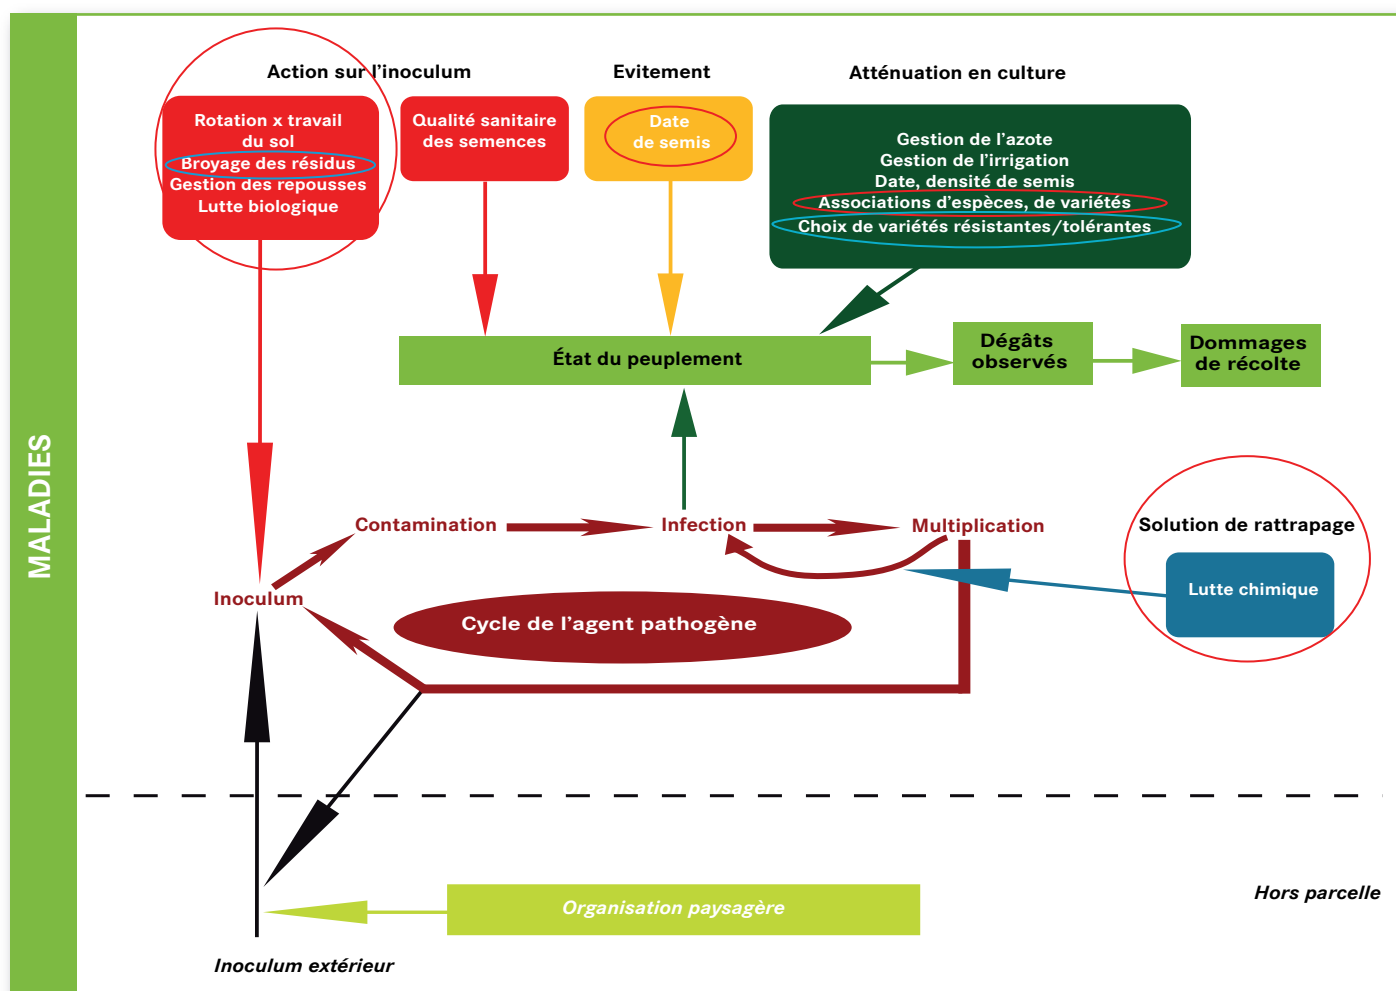 MALADIES
Action sur l'inoculum
Evitement
Atténuation en culture
Rotation x travail
du sol
Broyage des résidus
Gestion des repousses
Lutte biologique
Qualité sanitaire
des semences
Date
de semis
Gestion de l'azote
Gestion de l'irrigation
Date, densité de semis
Associations d'espèces, de variétés
Choix de variétés résistantes/tolérantes
État du peuplement
Dégâts
observés
Dommages
de récolte
Contamination
Infection
Multiplication
Solution de rattrapage
Lutte chimique
Inoculum
Cycle de l'agent pathogène
Organisation paysagère
Hors parcelle
Inoculum extérieur